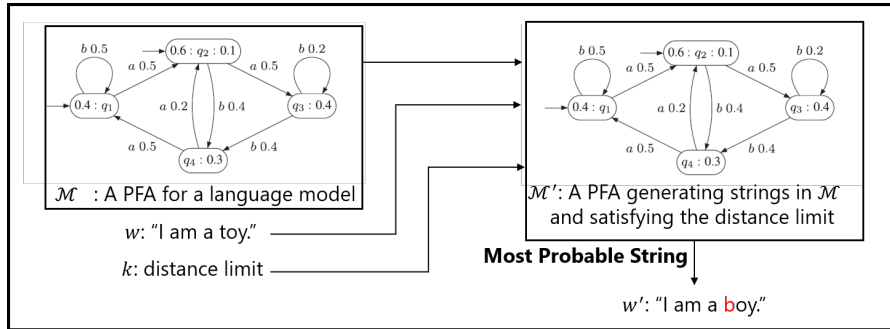 b 0.5
0.6 : q₂ : 0.1
b 0.2
a 0.5
a 0.5
0.4 : q₁
a 0.2
b 0.4
q₃ : 0.4
a 0.5
b 0.4
q₄ : 0.3
ℳ : A PFA for a language model
w: “I am a toy.”
k: distance limit
b 0.5
0.6 : q₂ : 0.1
b 0.2
a 0.5
a 0.5
0.4 : q₁
a 0.2
b 0.4
q₃ : 0.4
a 0.5
b 0.4
q₄ : 0.3
ℳ′: A PFA generating strings in ℳ
and satisfying the distance limit
Most Probable String
w′: “I am a boy.”